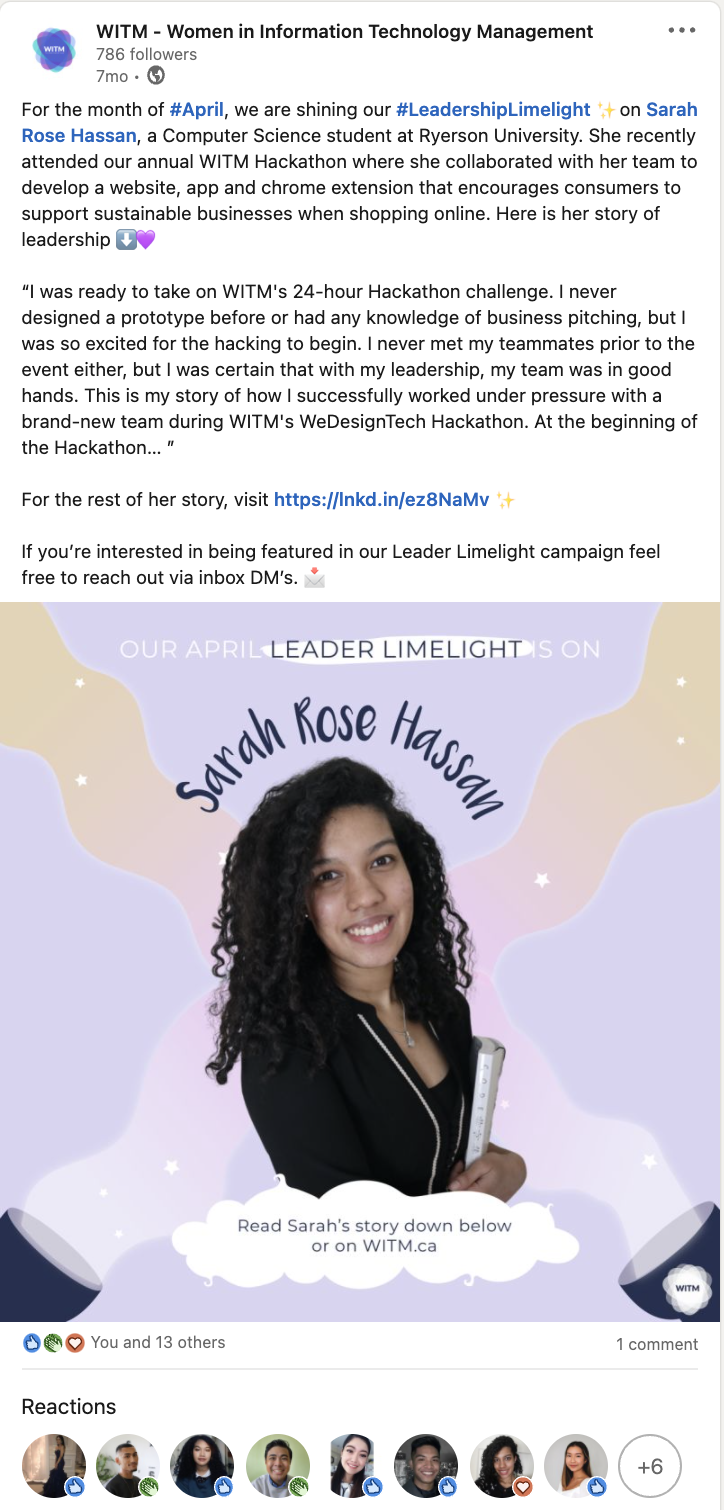 WITM
WITM - Women in Information Technology Management
786 followers
7mo •
For the month of #April, we are shining our #LeadershipLimelight ✨ on Sarah
Rose Hassan, a Computer Science student at Ryerson University. She recently
attended our annual WITM Hackathon where she collaborated with her team to
develop a website, app and chrome extension that encourages consumers to
support sustainable businesses when shopping online. Here is her story of
leadership ⬇️💜
“I was ready to take on WITM's 24-hour Hackathon challenge. I never
designed a prototype before or had any knowledge of business pitching, but I
was so excited for the hacking to begin. I never met my teammates prior to the
event either, but I was certain that with my leadership, my team was in good
hands. This is my story of how I successfully worked under pressure with a
brand-new team during WITM's WeDesignTech Hackathon. At the beginning of
the Hackathon... ”
For the rest of her story, visit https://lnkd.in/ez8NaMv ✨
If you’re interested in being featured in our Leader Limelight campaign feel
free to reach out via inbox DM’s. 📩
OUR APRIL LEADER LIMELIGHT IS ON
Sarah Rose Hassan
Read Sarah's story down below
or on WITM.ca
WITM
You and 13 others
1 comment
Reactions
+6